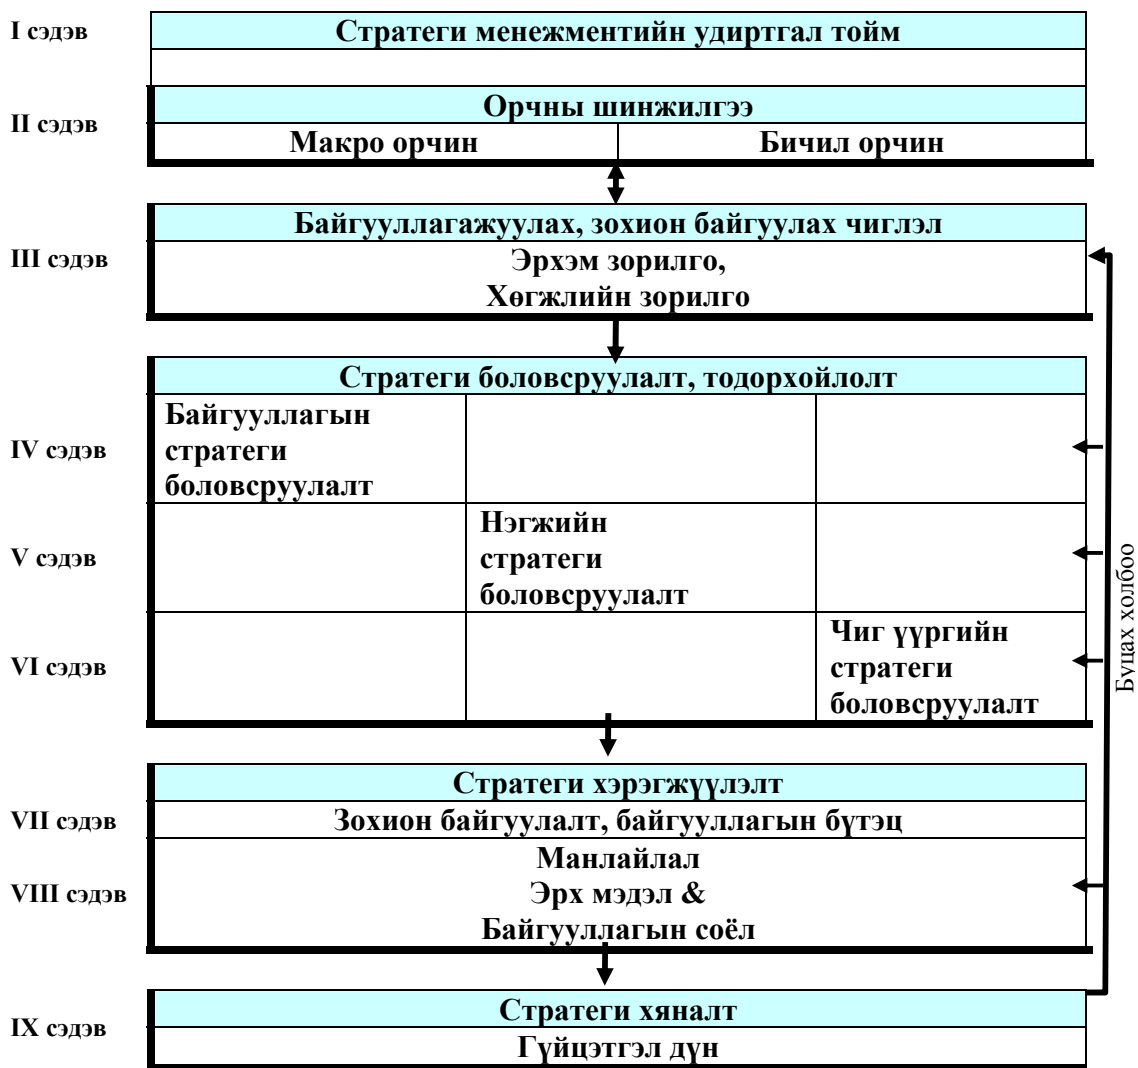 I сэдэв
Стратеги менежментийн удиртгал тойм
II сэдэв
Орчны шинжилгээ
Макро орчин
Бичил орчин
III сэдэв
Байгууллагажуулах, зохион байгуулах чиглэл
Эрхэм зорилго,
Хөгжлийн зорилго
Стратеги боловсруулалт, тодорхойлолт
IV сэдэв
Байгууллагын
стратеги
боловсруулалт
V сэдэв
Нэгжийн
стратеги
боловсруулалт
VI сэдэв
Чиг үүргийн
стратеги
боловсруулалт
Буцах холбоо
Стратеги хэрэгжүүлэлт
VII сэдэв
Зохион байгуулалт, байгууллагын бүтэц
VIII сэдэв
Манлайлал
Эрх мэдэл &
Байгууллагын соёл
IX сэдэв
Стратеги хяналт
Гүйцэтгэл дүн